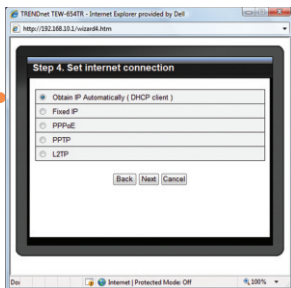 TRENDnet TEW-654TR - Internet Explorer provided by Dell
http://192.168.10.1/wizard4.htm
Step 4. Set internet connection
Obtain IP Automatically ( DHCP client )
Fixed IP
PPPoE
PPTP
L2TP
Back Next Cancel
Internet | Protected Mode: Off 100%